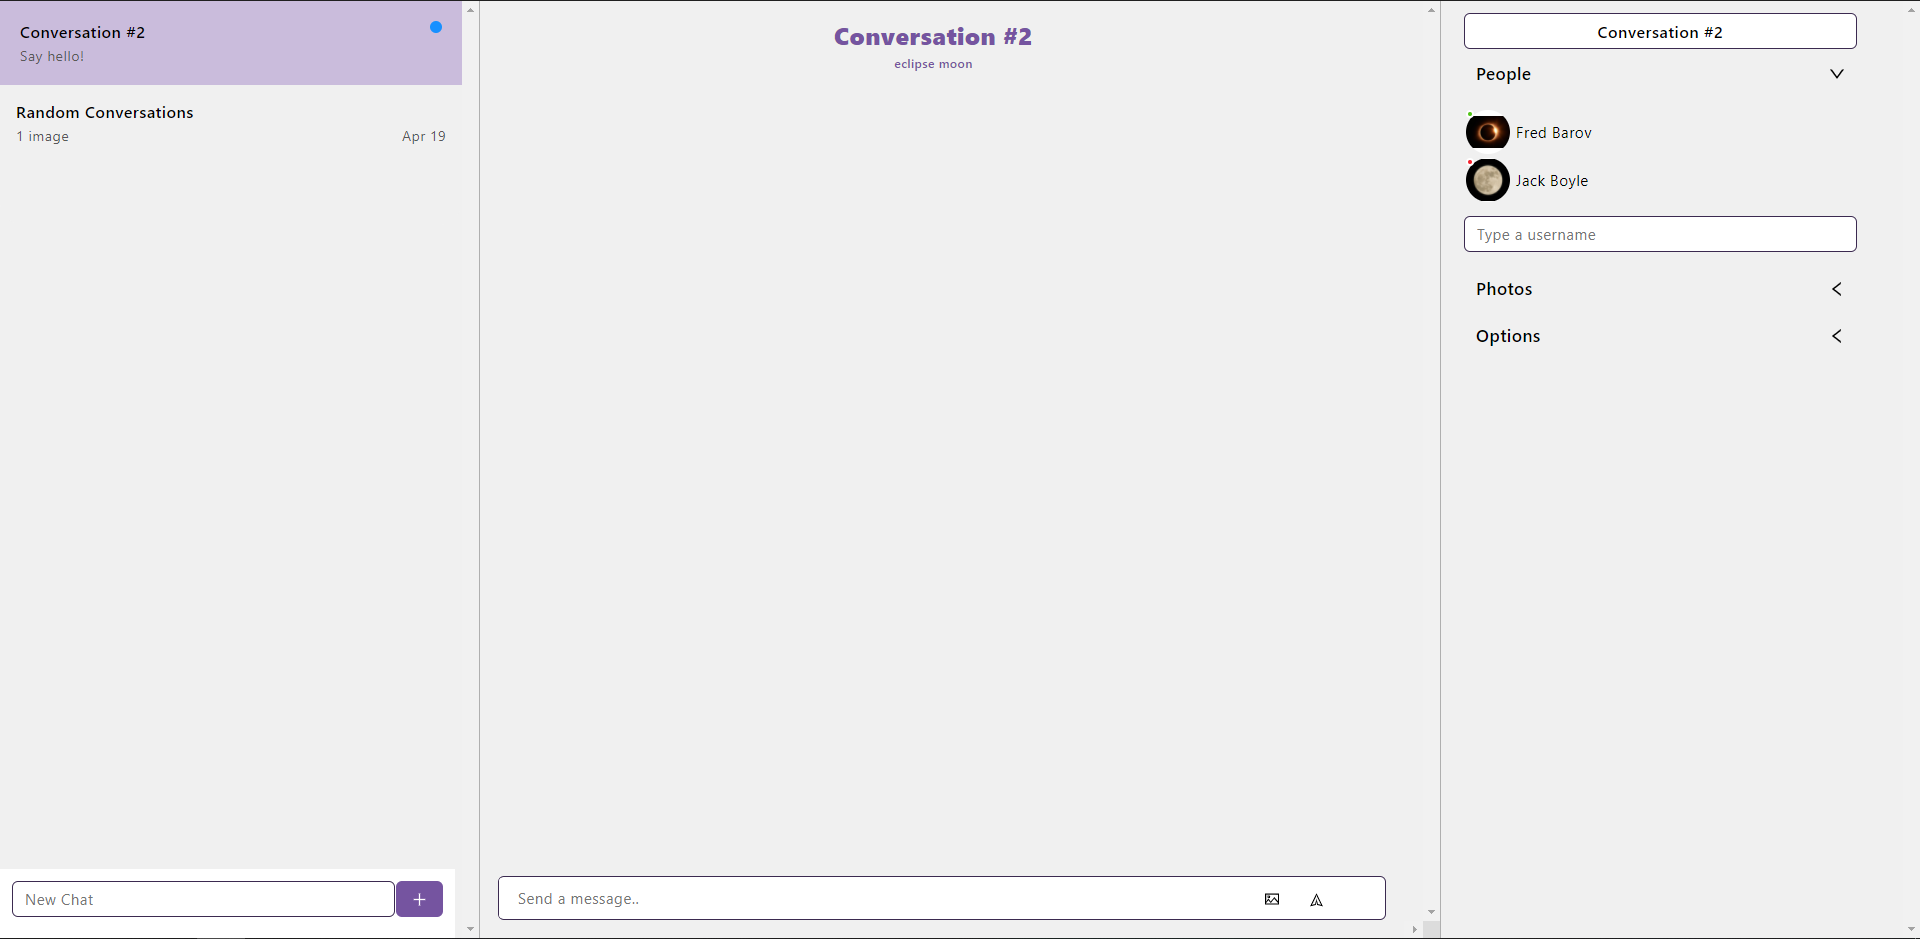 Conversation #2
Say hello!
Random Conversations
1 image
Apr 19
New Chat
+
Conversation #2
eclipse moon
Send a message..
Conversation #2
People
Fred Barov
Jack Boyle
Type a username
Photos
Options